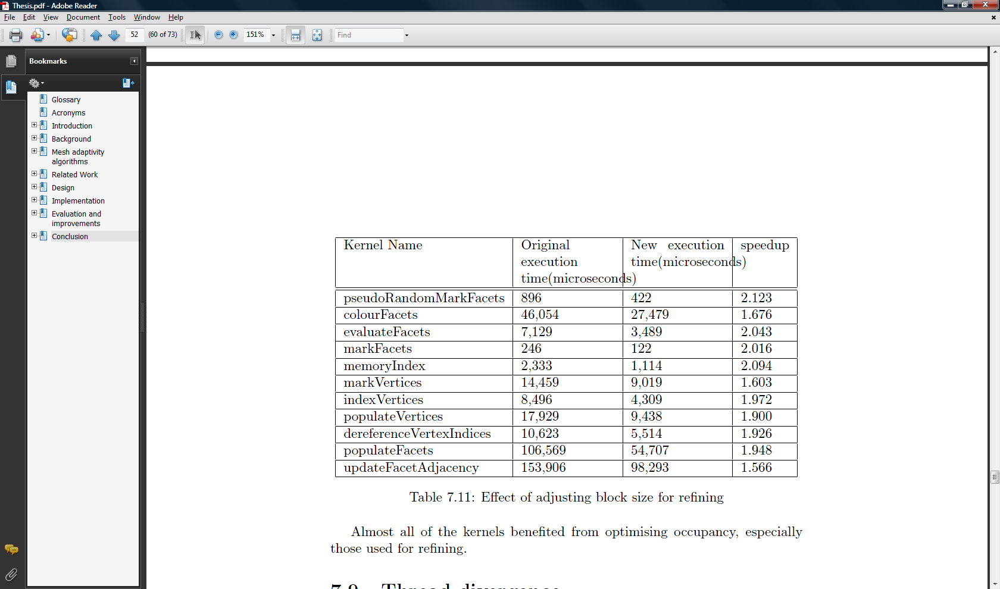 Thesis.pdf - Adobe Reader
File Edit View Document Tools Window Help
52 (60 of 73) 151% Find
Bookmarks
Glossary
Acronyms
Introduction
Background
Mesh adaptivity
algorithms
Related Work
Design
Implementation
Evaluation and
improvements
Conclusion
Kernel Name Original New execution speedup
execution time(microseconds)
time(microseconds)
pseudoRandomMarkFacets 896 422 2.123
colourFacets 46,054 27,479 1.676
evaluateFacets 7,129 3,489 2.043
markFacets 246 122 2.016
memoryIndex 2,333 1,114 2.094
markVertices 14,459 9,019 1.603
indexVertices 8,496 4,309 1.972
populateVertices 17,929 9,438 1.900
dereferenceVertexIndices 10,623 5,514 1.926
populateFacets 106,569 54,707 1.948
updateFacetAdjacency 153,906 98,293 1.566
Table 7.11: Effect of adjusting block size for refining
Almost all of the kernels benefited from optimising occupancy, especially
those used for refining.
7.9 Thread divergence